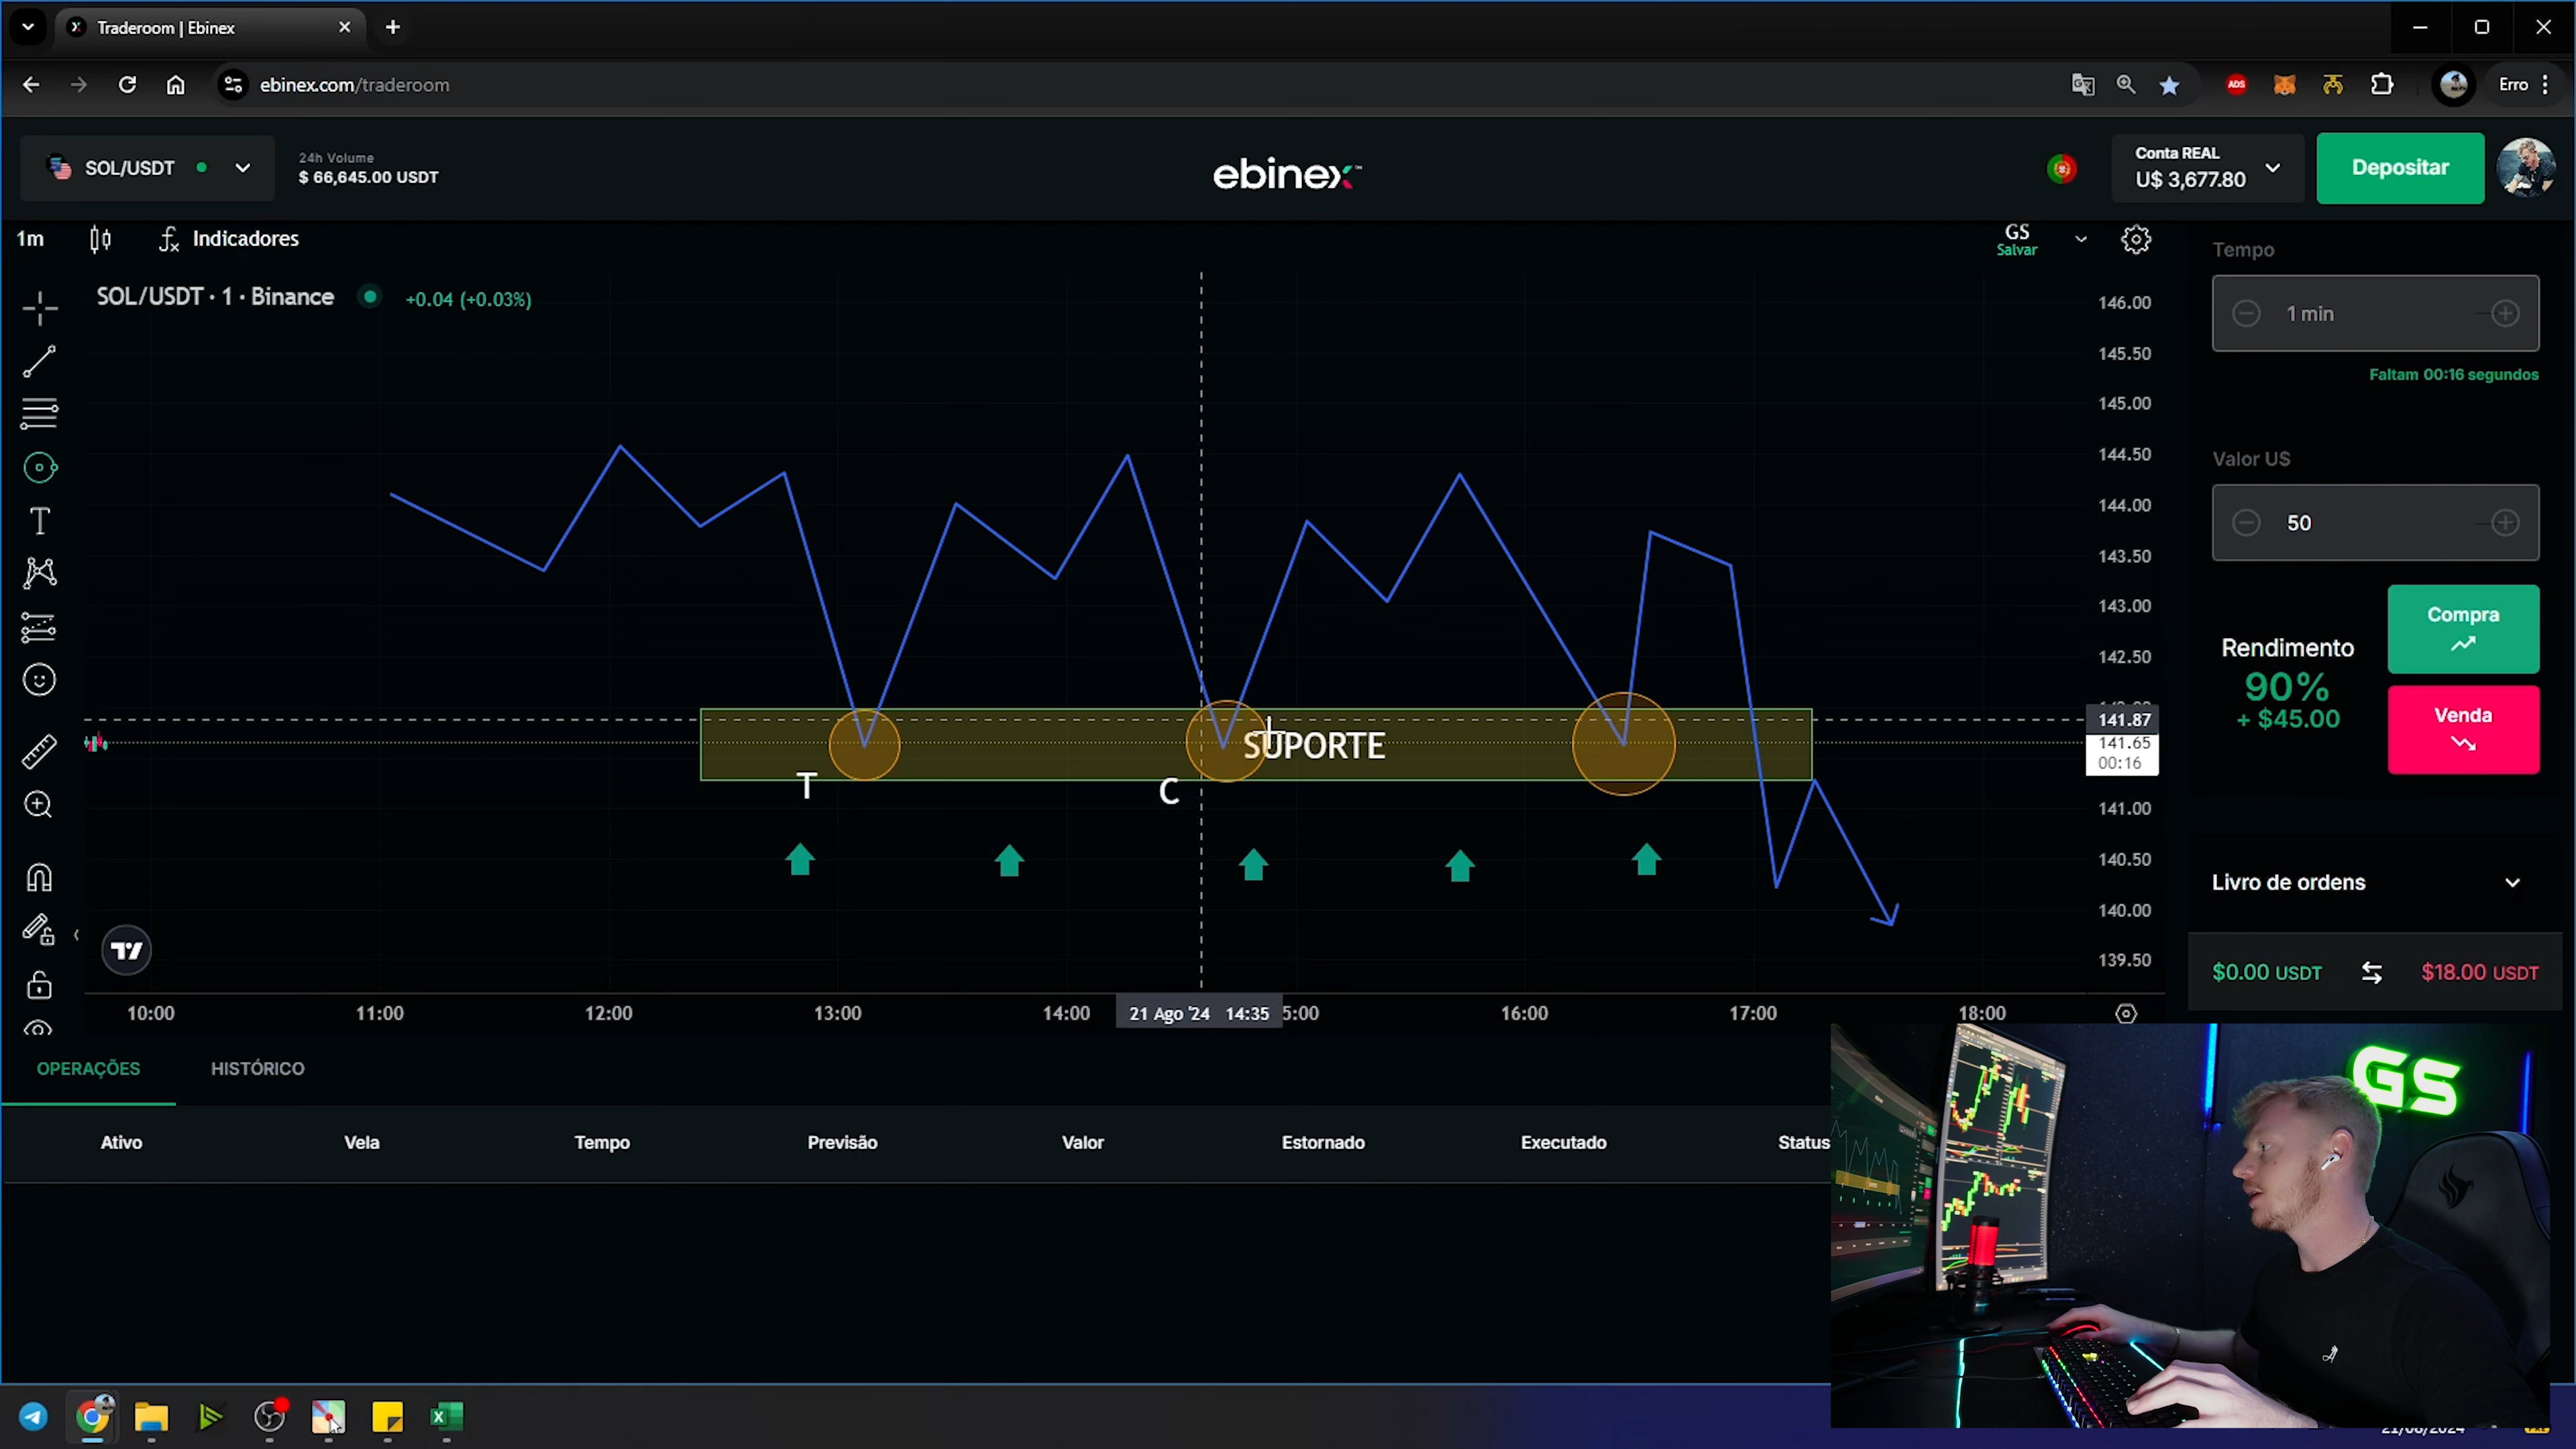 Traderoom | Ebinex
ebinex.com/traderoom
ADS
Erro
SOL/USDT
24h Volume
$ 66,645.00 USDT
ebinex™
Conta REAL
U$ 3,677.80
Depositar
1m
Indicadores
GS
Salvar
SOL/USDT · 1 · Binance
+0.04 (+0.03%)
146.00
145.50
145.00
144.50
144.00
143.50
143.00
142.50
141.87
141.65
00:16
141.00
140.50
140.00
139.50
SUPORTE
T
C
10:00
11:00
12:00
13:00
14:00
21 Ago '24 14:35
5:00
16:00
17:00
18:00
Tempo
1 min
Faltam 00:16 segundos
Valor U$
50
Rendimento
90%
+ $45.00
Compra
Venda
Livro de ordens
$0.00 USDT
$18.00 USDT
OPERAÇÕES
HISTÓRICO
Ativo
Vela
Tempo
Previsão
Valor
Estornado
Executado
Status
GS
21/08/2024